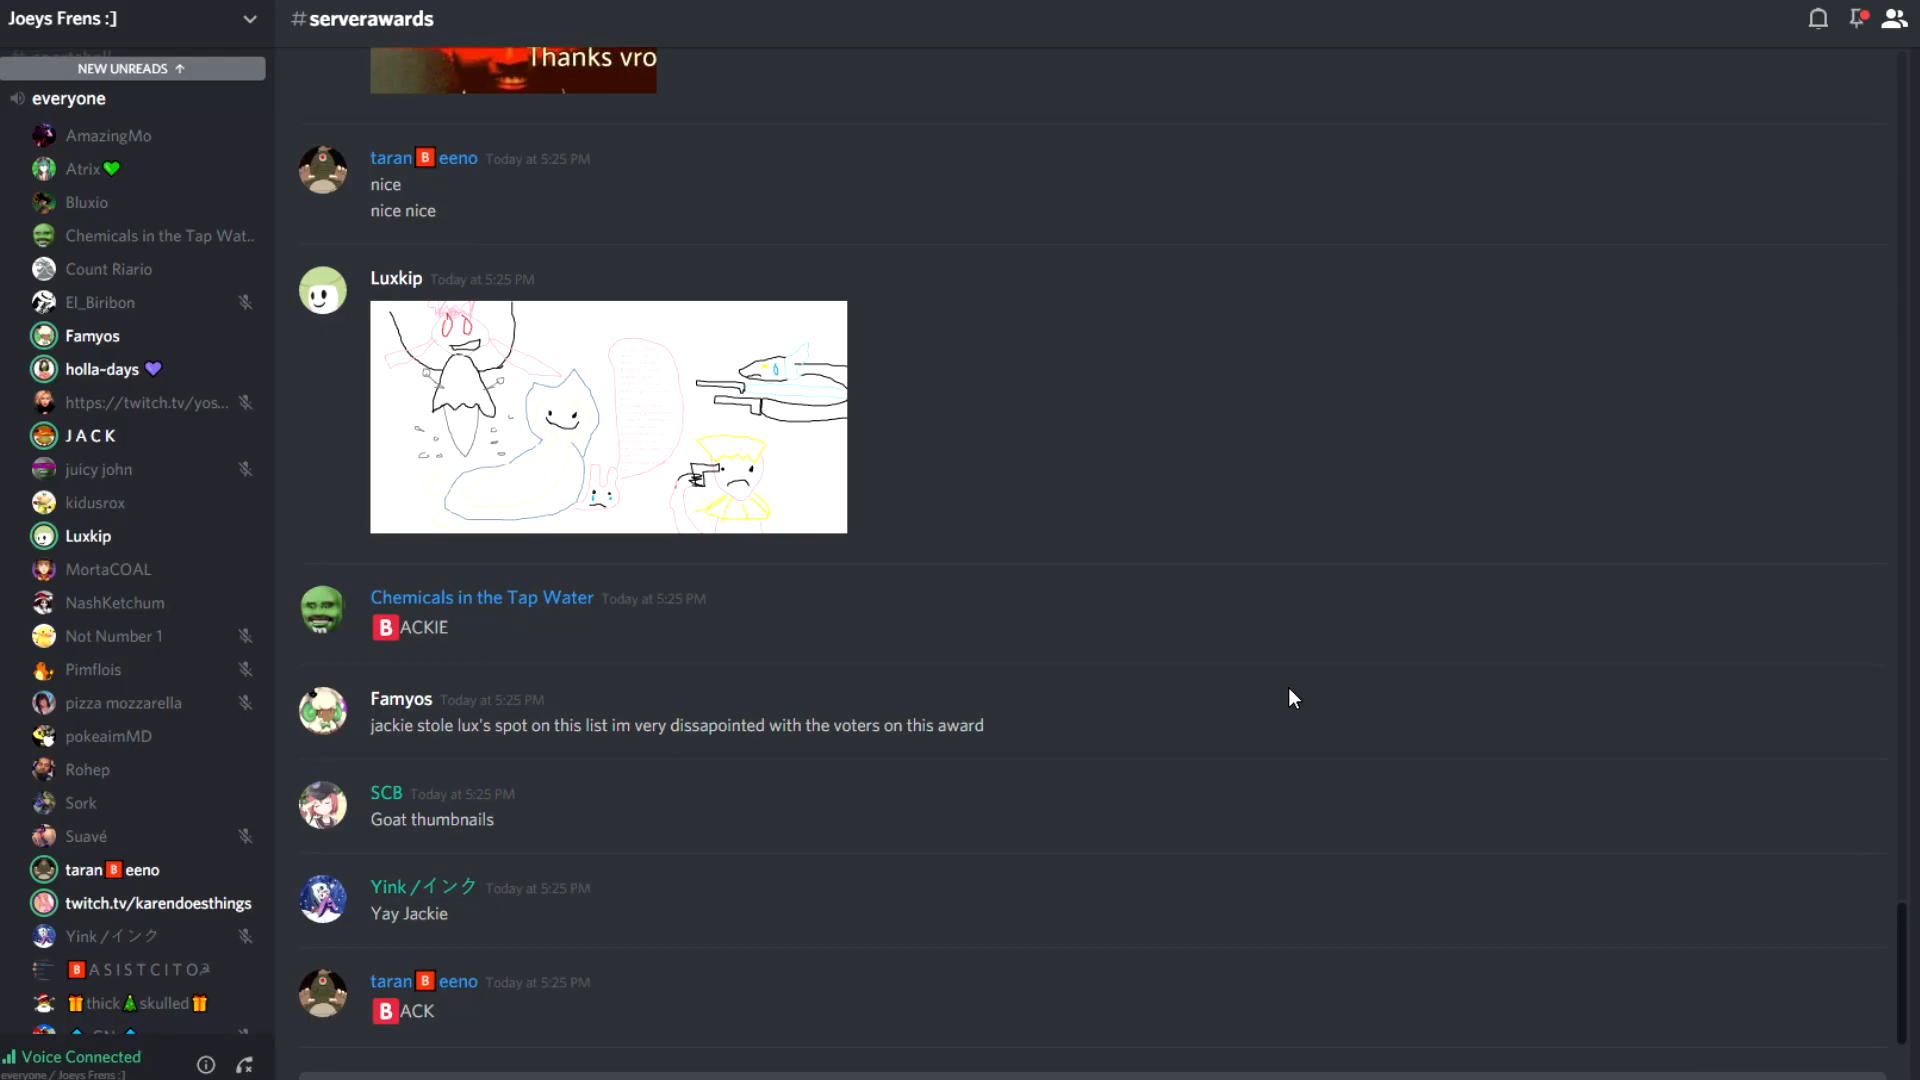 Joeys Frens :]
# serverawards
NEW UNREADS ↑
everyone
AmazingMo
Atrix💚
Bluxio
Chemicals in the Tap Wat..
Count Riario
El_Biribon
Famyos
holla-days 💜
https://twitch.tv/yos...
J A C K
juicy john
kidusrox
Luxkip
MortaCOAL
NashKetchum
Not Number 1
Pimflois
pizza mozzarella
pokeaimMD
Rohep
Sork
Suavé
taran🅱eeno
twitch.tv/karendoesthings
Yink /インク
🅱A S I S T C I T O
🎁thick🎄skulled🎁
Voice Connected
everyone / Joeys Frens :]
Thanks vro
taran🅱eeno Today at 5:25 PM
nice
nice nice
Luxkip Today at 5:25 PM
Chemicals in the Tap Water Today at 5:25 PM
🅱ACKIE
Famyos Today at 5:25 PM
jackie stole lux's spot on this list im very dissapointed with the voters on this award
SCB Today at 5:25 PM
Goat thumbnails
Yink /インク Today at 5:25 PM
Yay Jackie
taran🅱eeno Today at 5:25 PM
🅱ACK